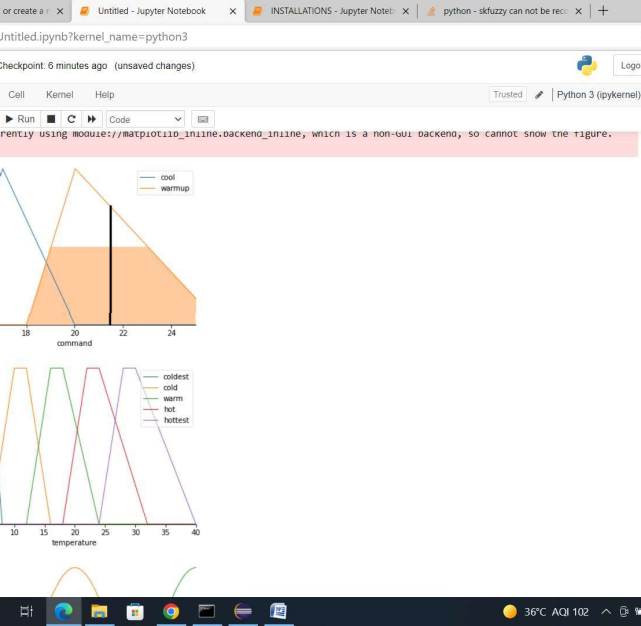 or create a
Untitled - Jupyter Notebook
INSTALLATIONS - Jupyter Noteb
python - skfuzzy can not be rec
Untitled.ipynb?kernel_name=python3
Checkpoint: 6 minutes ago (unsaved changes)
Logo
Cell Kernel Help
Trusted
Python 3 (ipykernel)
Run
Code
rently using module://matplotlib_inline.backend_inline, which is a non-GUI backend, so cannot show the figure.
cool
warmup
18 20 22 24
command
coldest
cold
warm
hot
hottest
10 15 20 25 30 35 40
temperature
36°C AQI 102